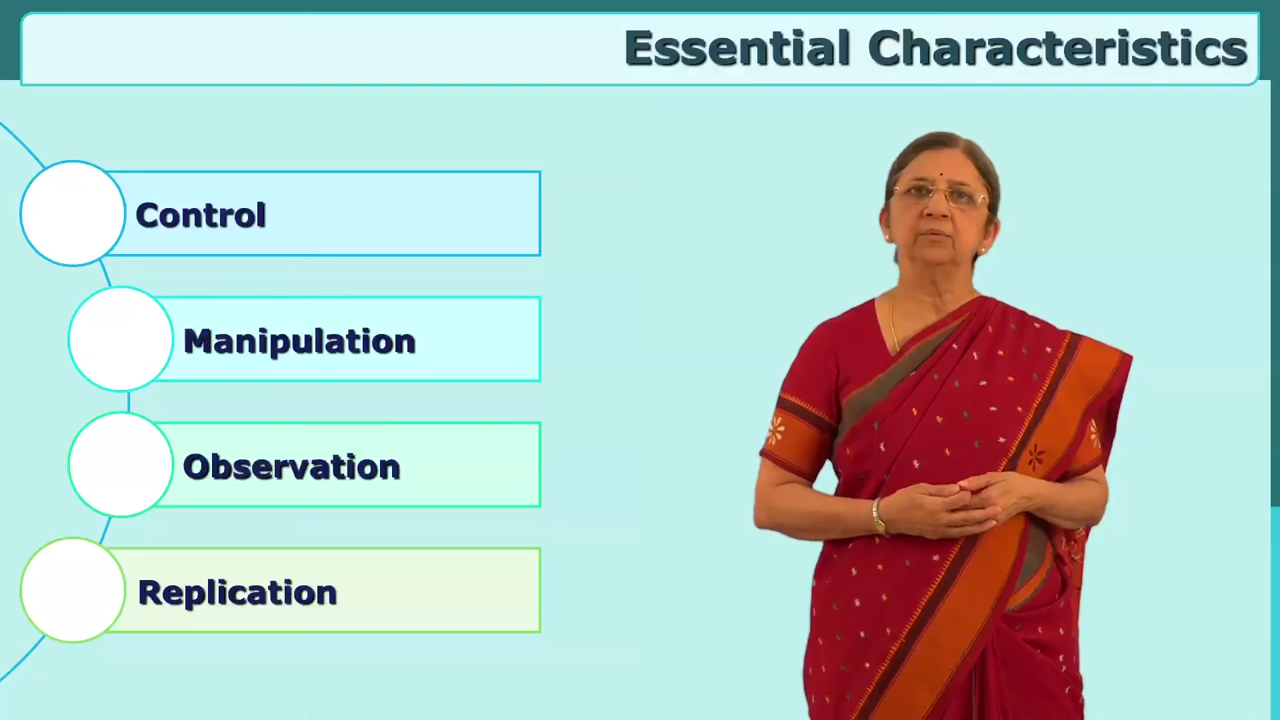 Essential Characteristics
Control
Manipulation
Observation
Replication